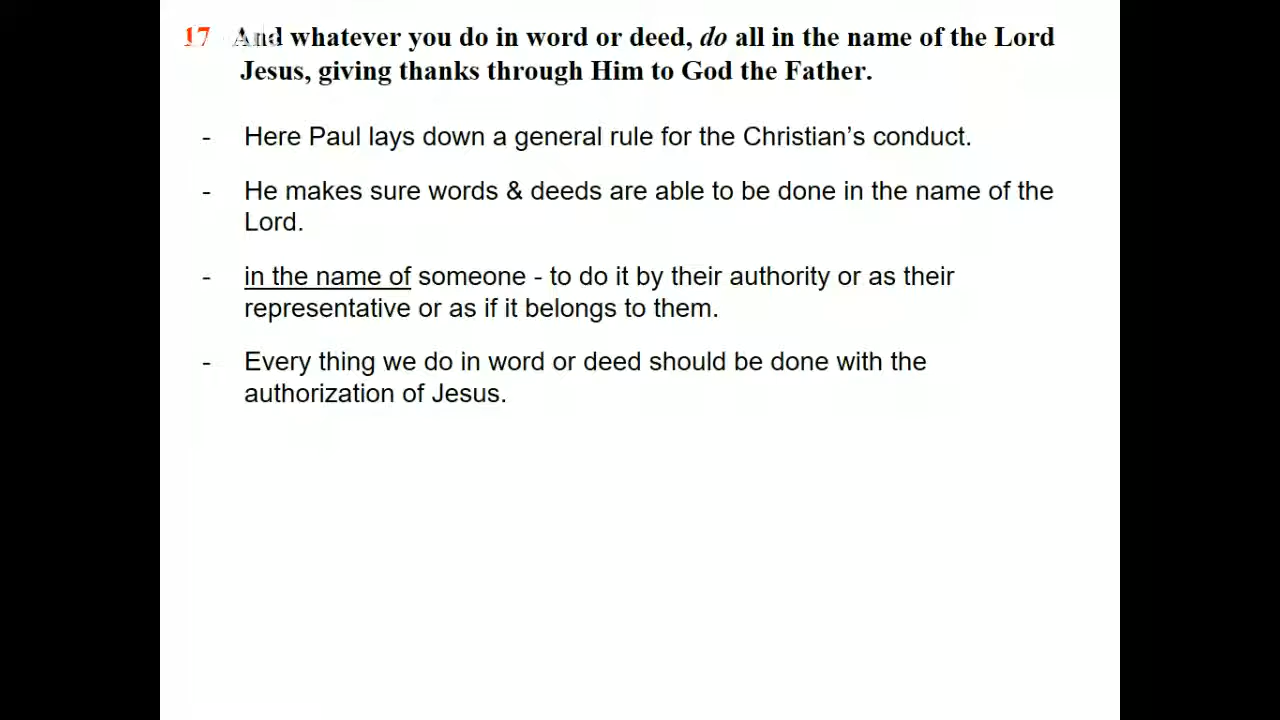 17 And whatever you do in word or deed, do all in the name of the Lord
Jesus, giving thanks through Him to God the Father.
- Here Paul lays down a general rule for the Christian’s conduct.
- He makes sure words & deeds are able to be done in the name of the
Lord.
- in the name of someone - to do it by their authority or as their
representative or as if it belongs to them.
- Every thing we do in word or deed should be done with the
authorization of Jesus.